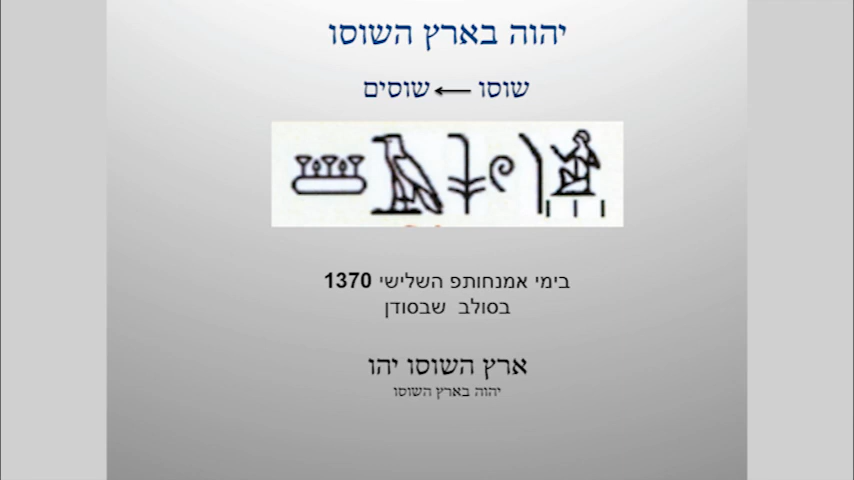 יהוה בארץ השוסו
שוסו ← שוסים
בימי אמנחותפ השלישי 1370
בסולב שבסודן
ארץ השוסו יהו
יהוה בארץ השוסו